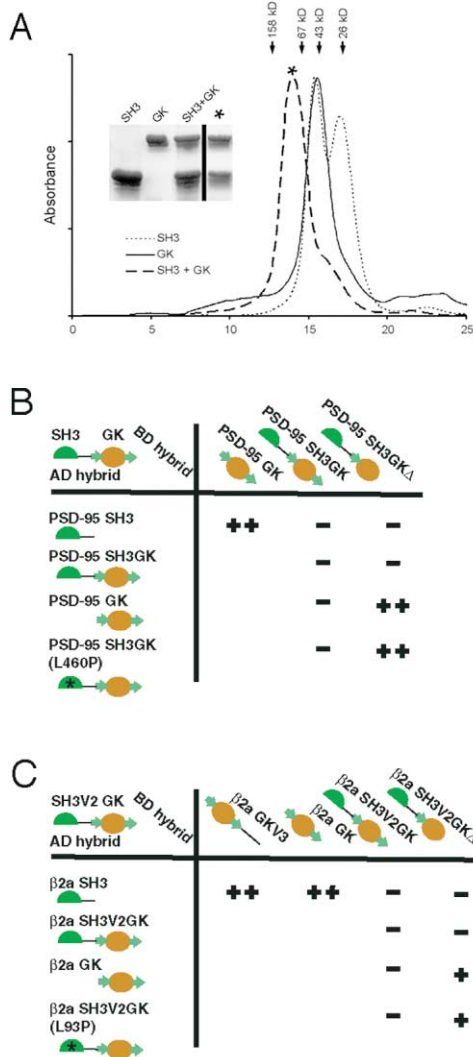 A
158 kD
67 kD
43 kD
26 kD
*
SH3
GK
SH3+GK
*
Absorbance
SH3
GK
SH3 + GK
0 5 10 15 20 25
B
SH3 GK
BD hybrid
AD hybrid
PSD-95 GK
PSD-95 SH3GK
PSD-95 SH3GKΔ
PSD-95 SH3
++ − −
PSD-95 SH3GK
− −
PSD-95 GK
− ++
PSD-95 SH3GK
(L460P)
− ++
*
C
SH3V2 GK
BD hybrid
AD hybrid
β2a GKV3
β2a GK
β2a SH3V2GK
β2a SH3V2GKΔ
β2a SH3
++ ++ − −
β2a SH3V2GK
− −
β2a GK
− +
β2a SH3V2GK
(L93P)
− +
*